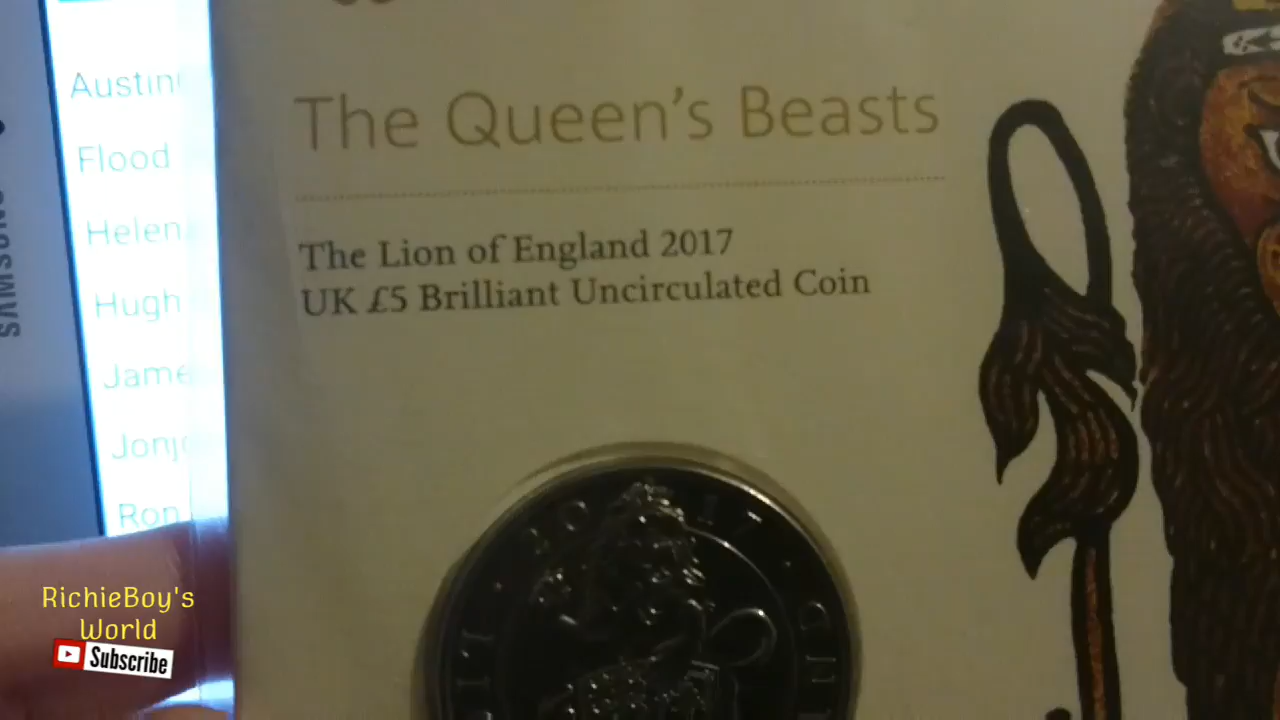 SAMSUNG
Austin
Flood
Helen
Hugh
Jame
Jonj
Ron
The Queen's Beasts
The Lion of England 2017
UK £5 Brilliant Uncirculated Coin
RichieBoy's
World
Subscribe